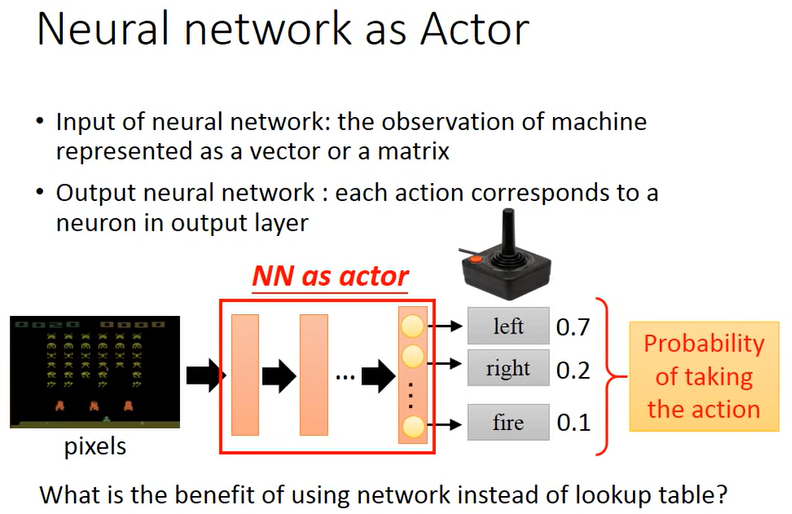 Neural network as Actor
• Input of neural network: the observation of machine
represented as a vector or a matrix
• Output neural network : each action corresponds to a
neuron in output layer
NN as actor
0020 0000
pixels
...
left 0.7
right 0.2
fire 0.1
Probability
of taking
the action
What is the benefit of using network instead of lookup table?